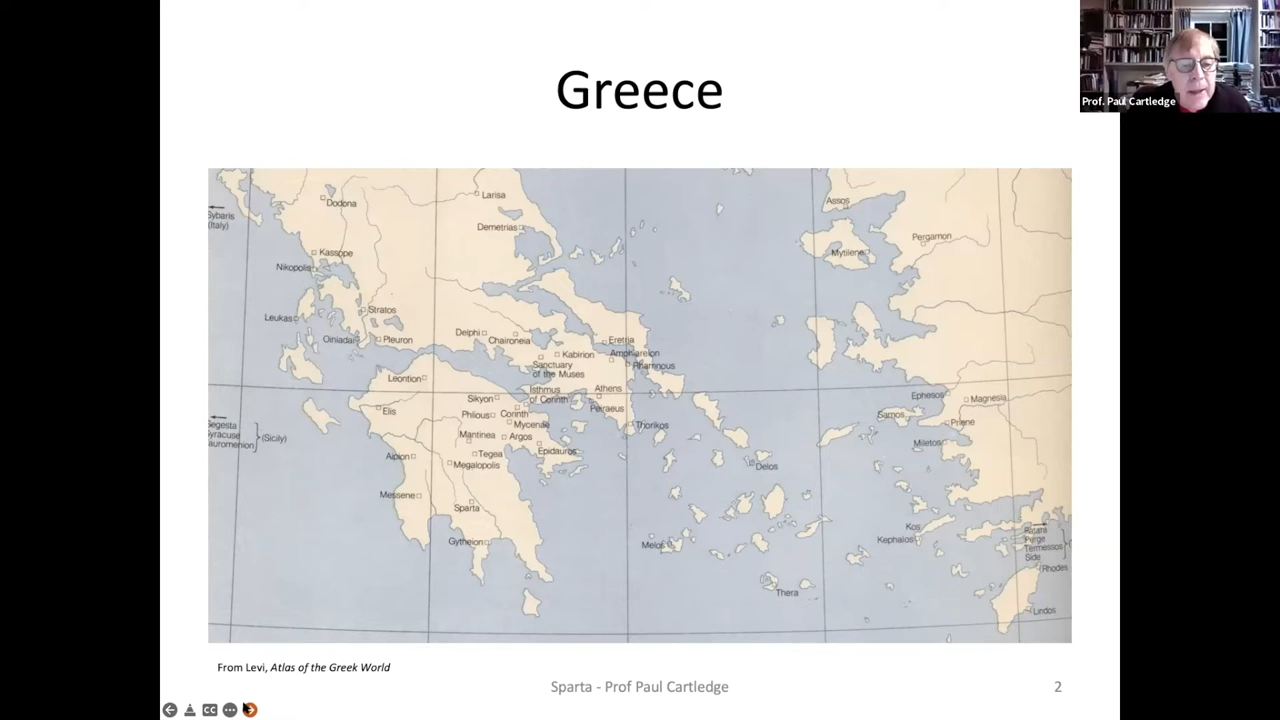 Greece
Prof. Paul Cartledge
Larisa
Dodona
Assos
Sybaris
(Italy)
Demetrias
Pergamon
Kassope
Mytilene
Nikopolis
Stratos
Leukas
Delphi
Oiniadai
Pleuron
Chaironeia
Eretria
Kabirion
Amphiareion
Rhamnous
Sanctuary
of the Muses
Leontion
Athens
Isthmus
of Corinth
Ephesos
Magnesia
Sikyon
Elis
Peiraeus
Phlious
Corinth
Samos
Priene
Mycenae
Thorikos
Segesta
Syracuse
Tauromenion
(Sicily)
Mantinea
Argos
Miletos
Epidauros
Alpion
Tegea
Megalopolis
Delos
Messene
Sparta
Kos
Gytheion
Melos
Kephalos
Patara
Perge
Termessos
Side
Rhodes
Thera
Lindos
From Levi, Atlas of the Greek World
Sparta - Prof Paul Cartledge
2
CC